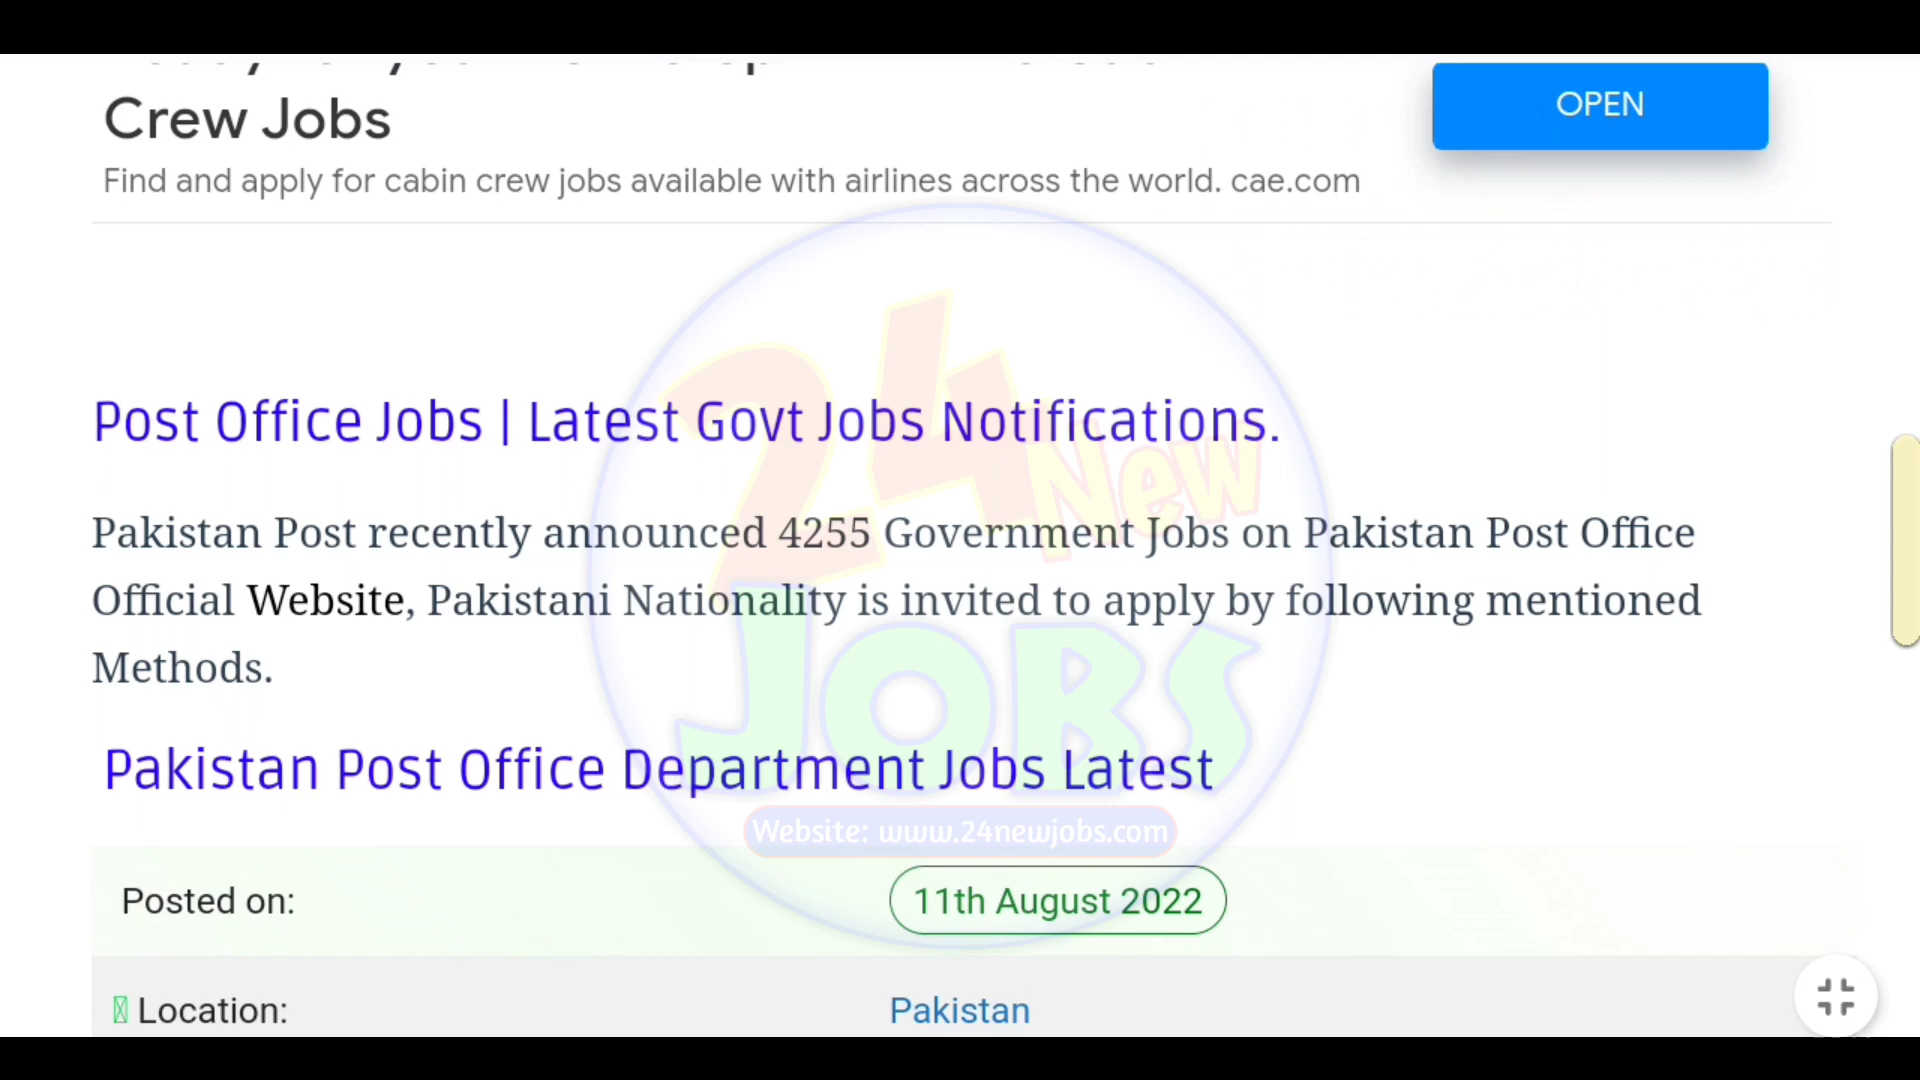 Crew Jobs
OPEN
Find and apply for cabin crew jobs available with airlines across the world. cae.com
24 New
JOBS
Post Office Jobs | Latest Govt Jobs Notifications.
Pakistan Post recently announced 4255 Government Jobs on Pakistan Post Office
Official Website, Pakistani Nationality is invited to apply by following mentioned
Methods.
Pakistan Post Office Department Jobs Latest
Website: www.24newjobs.com
Posted on:
11th August 2022
Location:
Pakistan